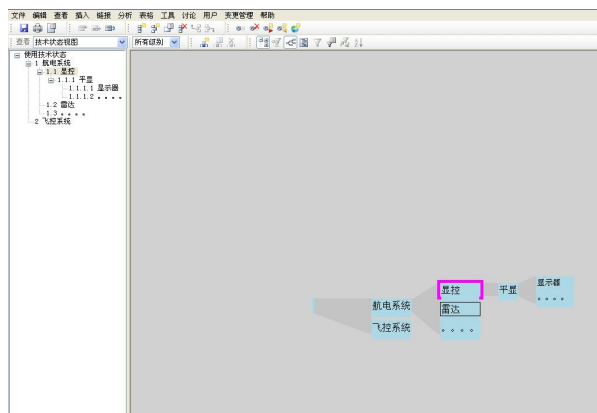 文件 编辑 查看 插入 链接 分析 表格 工具 讨论 用户 变更管理 帮助
查看 技术状态视图 所有级别
使用技术状态
1 航电系统
1.1 显控
1.1.1 平显
1.1.1.1 显示器
1.1.1.2 。。。。
1.2 雷达
1.3 。。。。
2 飞控系统
显控 平显 显示器
。。。。
航电系统 雷达
飞控系统 。。。。